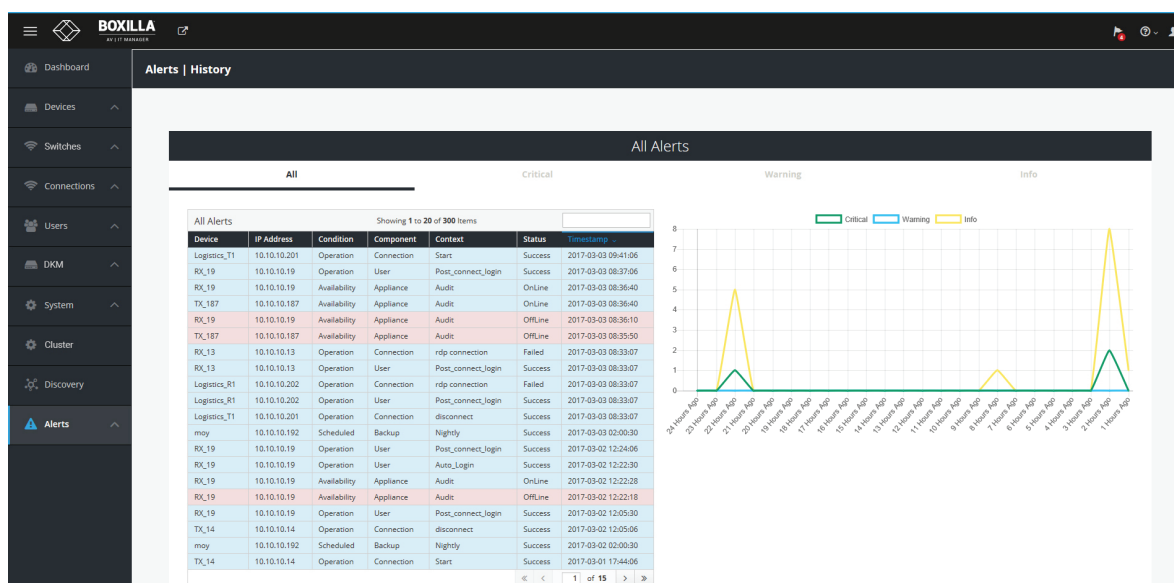 BOXILLA
AV | IT MANAGER
4
Dashboard
Alerts | History
Devices
Switches
Connections
Users
DKM
System
Cluster
Discovery
Alerts
All Alerts
All Critical Warning Info
All Alerts Showing 1 to 20 of 300 Items
Device IP Address Condition Component Context Status Timestamp
Logistics_T1 10.10.10.201 Operation Connection Start Success 2017-03-03 09:41:06
RX_19 10.10.10.19 Operation User Post_connect_login Success 2017-03-03 08:37:06
RX_19 10.10.10.19 Availability Appliance Audit OnLine 2017-03-03 08:36:40
TX_187 10.10.10.187 Availability Appliance Audit OnLine 2017-03-03 08:36:40
RX_19 10.10.10.19 Availability Appliance Audit OffLine 2017-03-03 08:36:10
TX_187 10.10.10.187 Availability Appliance Audit OffLine 2017-03-03 08:35:50
RX_13 10.10.10.13 Operation Connection rdp connection Failed 2017-03-03 08:33:07
RX_13 10.10.10.13 Operation User Post_connect_login Success 2017-03-03 08:33:07
Logistics_R1 10.10.10.202 Operation Connection rdp connection Failed 2017-03-03 08:33:07
Logistics_R1 10.10.10.202 Operation User Post_connect_login Success 2017-03-03 08:33:07
Logistics_T1 10.10.10.201 Operation Connection disconnect Success 2017-03-03 08:33:07
moy 10.10.10.192 Scheduled Backup Nightly Success 2017-03-03 02:00:30
RX_19 10.10.10.19 Operation User Post_connect_login Success 2017-03-02 12:24:06
RX_19 10.10.10.19 Operation User Auto_Login Success 2017-03-02 12:22:30
RX_19 10.10.10.19 Availability Appliance Audit OnLine 2017-03-02 12:22:28
RX_19 10.10.10.19 Availability Appliance Audit OffLine 2017-03-02 12:22:18
RX_19 10.10.10.19 Operation User Post_connect_login Success 2017-03-02 12:05:30
TX_14 10.10.10.14 Operation Connection disconnect Success 2017-03-02 12:05:06
moy 10.10.10.192 Scheduled Backup Nightly Success 2017-03-02 02:00:30
TX_14 10.10.10.14 Operation Connection Start Success 2017-03-01 17:44:06
« < 1 of 15 > »
Critical Warning Info
8
7
6
5
4
3
2
1
0
24 Hours Ago
23 Hours Ago
22 Hours Ago
21 Hours Ago
20 Hours Ago
19 Hours Ago
18 Hours Ago
17 Hours Ago
16 Hours Ago
15 Hours Ago
14 Hours Ago
13 Hours Ago
12 Hours Ago
11 Hours Ago
10 Hours Ago
9 Hours Ago
8 Hours Ago
7 Hours Ago
6 Hours Ago
5 Hours Ago
4 Hours Ago
3 Hours Ago
2 Hours Ago
1 Hours Ago